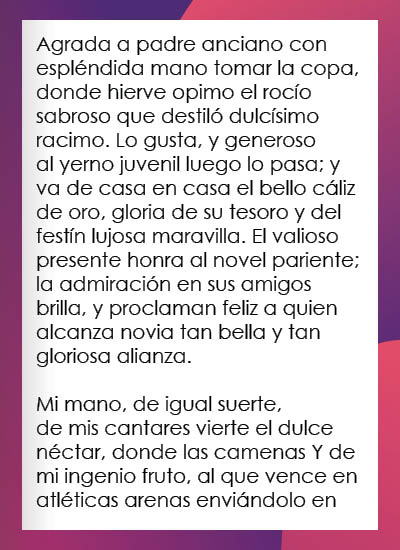 Agrada a padre anciano con
espléndida mano tomar la copa,
donde hierve opimo el rocío
sabroso que destiló dulcísimo
racimo. Lo gusta, y generoso
al yerno juvenil luego lo pasa; y
va de casa en casa el bello cáliz
de oro, gloria de su tesoro y del
festín lujosa maravilla. El valioso
presente honra al novel pariente;
la admiración en sus amigos
brilla, y proclaman feliz a quien
alcanza novia tan bella y tan
gloriosa alianza.

Mi mano, de igual suerte,
de mis cantares vierte el dulce
néctar, donde las camenas Y de
mi ingenio fruto, al que vence en
atléticas arenas enviándolo en